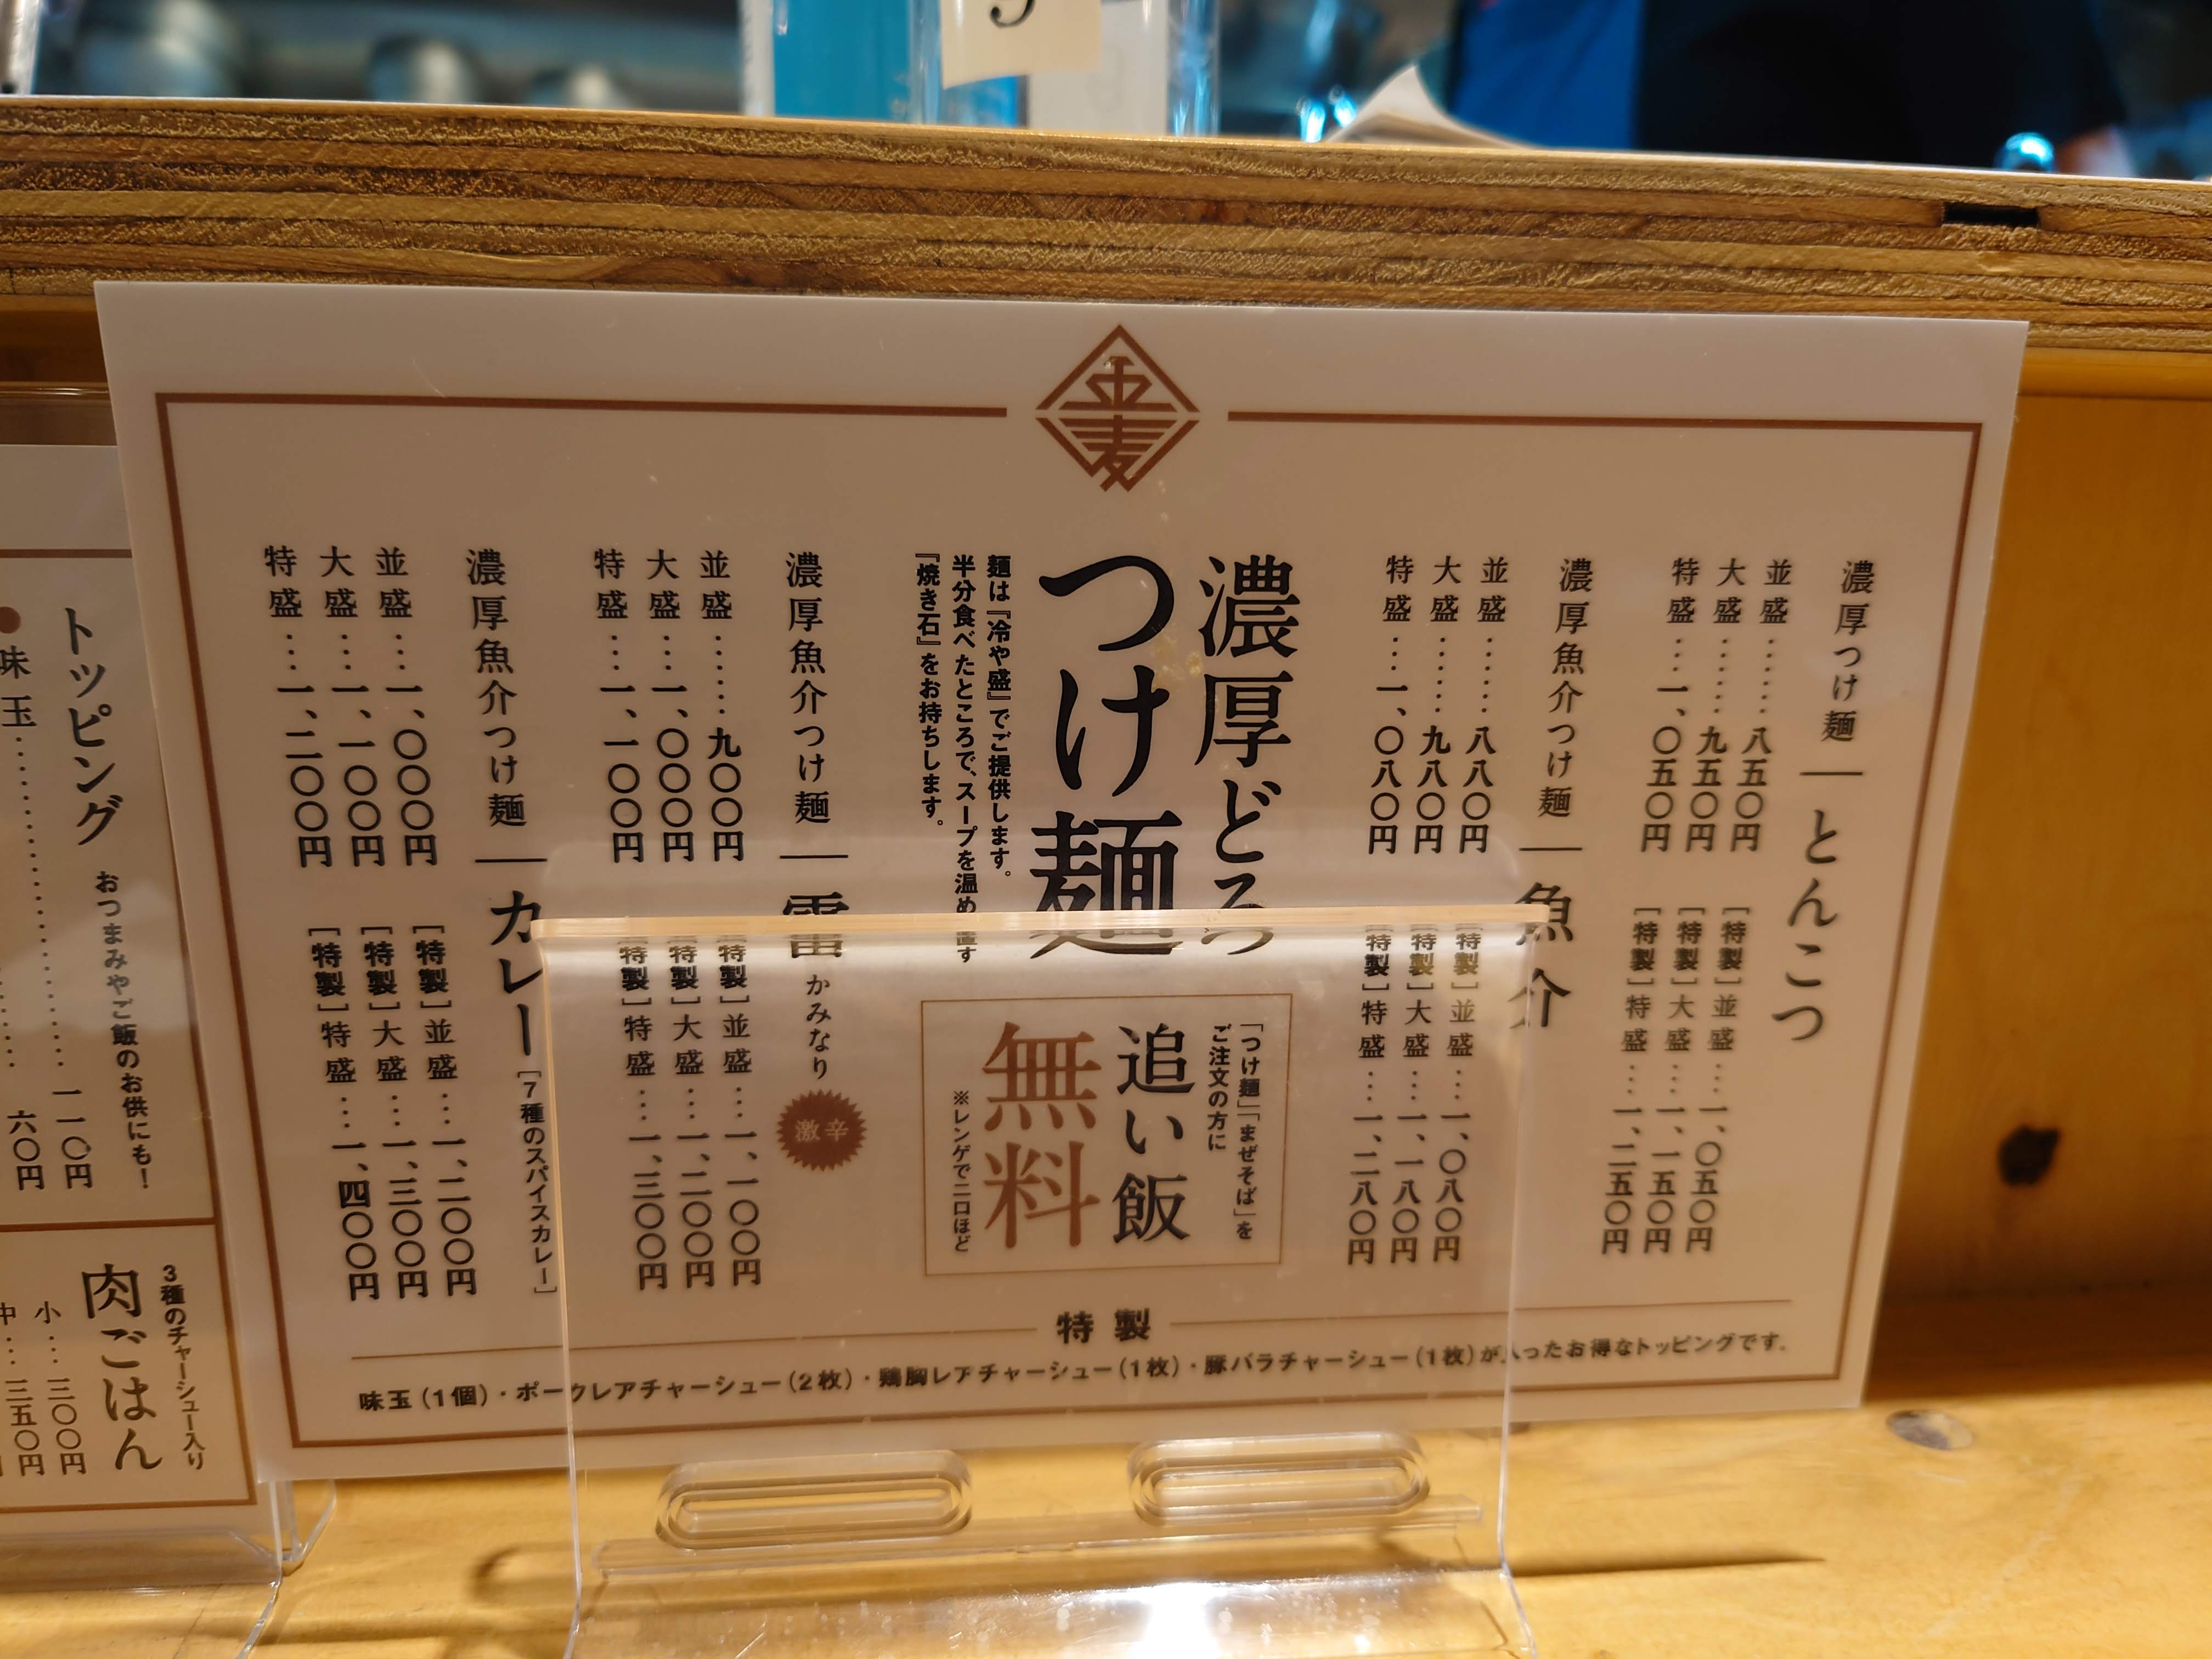 濃厚つけ麺 — とんこつ
並盛……八五〇円
大盛……九五〇円
特盛…一、〇五〇円
［特製］並盛…一、〇五〇円
［特製］大盛…一、一五〇円
［特製］特盛…一、二五〇円
濃厚魚介つけ麺 — 魚介
並盛……八八〇円
大盛……九八〇円
特盛…一、〇八〇円
［特製］並盛…一、〇八〇円
［特製］大盛…一、一八〇円
［特製］特盛…一、二八〇円
濃厚どろ
つけ麺
麺は『冷や盛』でご提供します。
半分食べたところで、スープを温め直す
『焼き石』をお持ちします。
「つけ麺」「まぜそば」を
ご注文の方に
追い飯
無料
※レンゲで二口ほど
濃厚魚介つけ麺 — 雷 かみなり
激辛
並盛……九〇〇円
大盛…一、〇〇〇円
特盛…一、一〇〇円
［特製］並盛…一、一〇〇円
［特製］大盛…一、二〇〇円
［特製］特盛…一、三〇〇円
濃厚魚介つけ麺 — カレー［7種のスパイスカレー］
並盛…一、〇〇〇円
大盛…一、一〇〇円
特盛…一、二〇〇円
［特製］並盛…一、二〇〇円
［特製］大盛…一、三〇〇円
［特製］特盛…一、四〇〇円
特製
味玉（1個）・ポークレアチャーシュー（2枚）・鶏胸レアチャーシュー（1枚）・豚バラチャーシュー（1枚）が入ったお得なトッピングです。
トッピング おつまみやご飯のお供にも！
味玉
一一〇円
六〇円
3種のチャーシュー入り
肉ごはん
小…三〇〇円
中…三五〇円